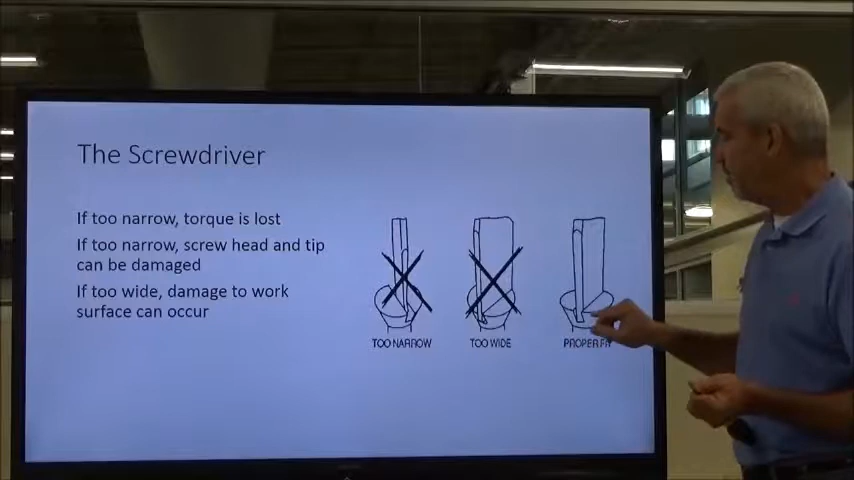 The Screwdriver
If too narrow, torque is lost
If too narrow, screw head and tip
can be damaged
If too wide, damage to work
surface can occur
TOO NARROW
TOO WIDE
PROPER FIT